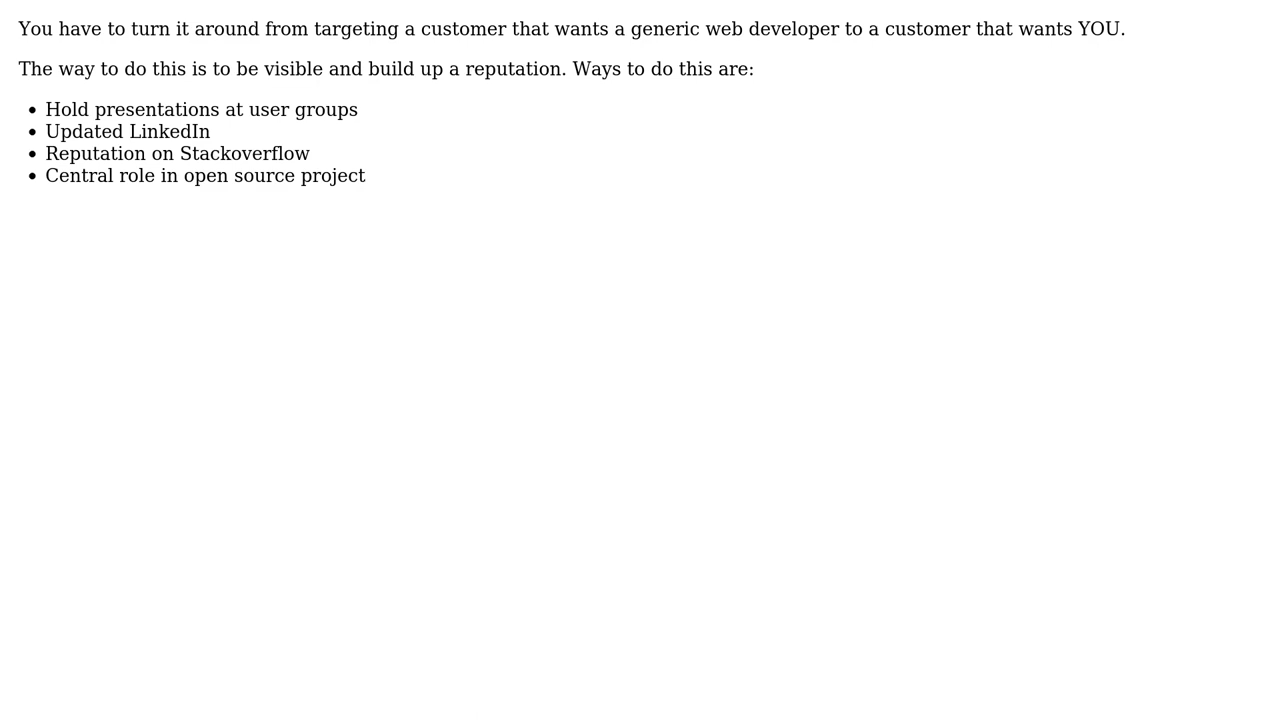 You have to turn it around from targeting a customer that wants a generic web developer to a customer that wants YOU.
The way to do this is to be visible and build up a reputation. Ways to do this are:
• Hold presentations at user groups
• Updated LinkedIn
• Reputation on Stackoverflow
• Central role in open source project